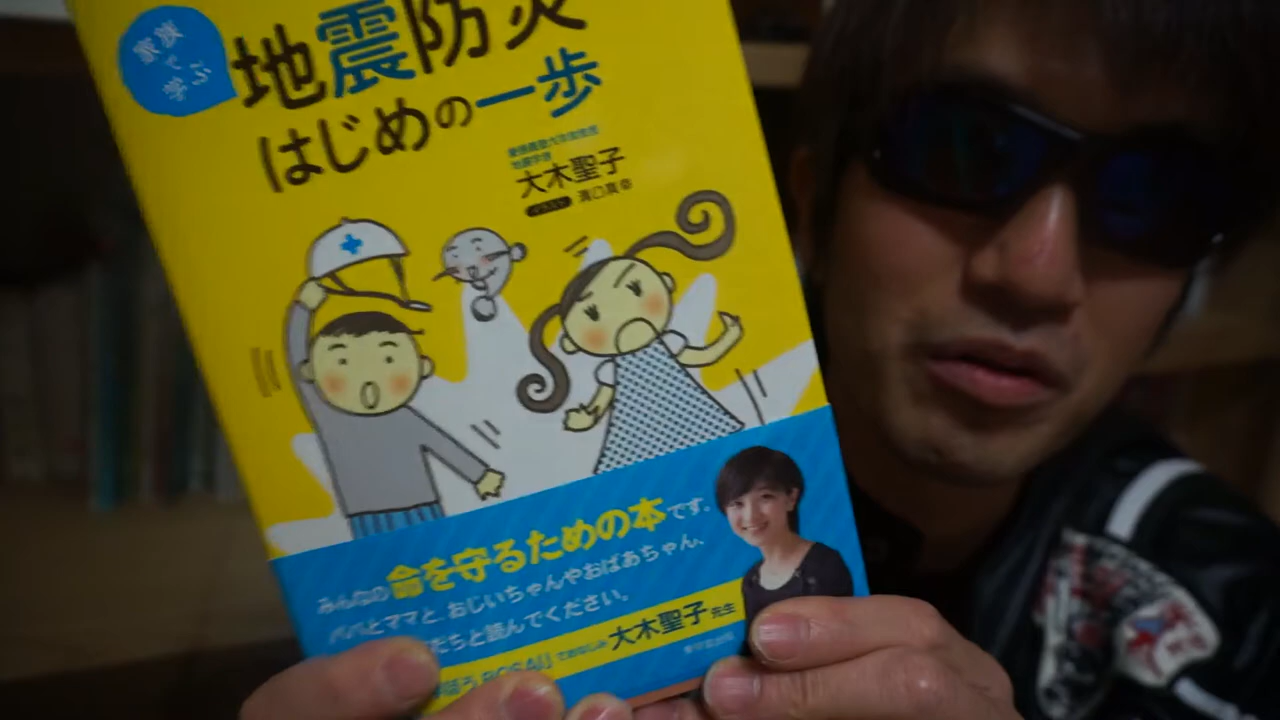 家族で学ぶ
地震防災
はじめの一歩
大木聖子
みんなの命を守るための本です。
パパとママと、おじいちゃんやおばあちゃん、
だちと読んでください。
大木聖子先生